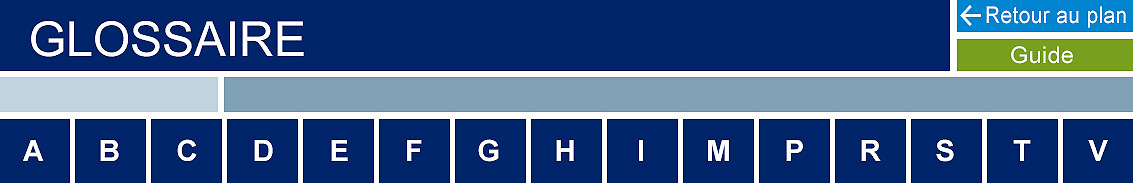 GLOSSAIRE
← Retour au plan
Guide
A B C D E F G H I M P R S T V